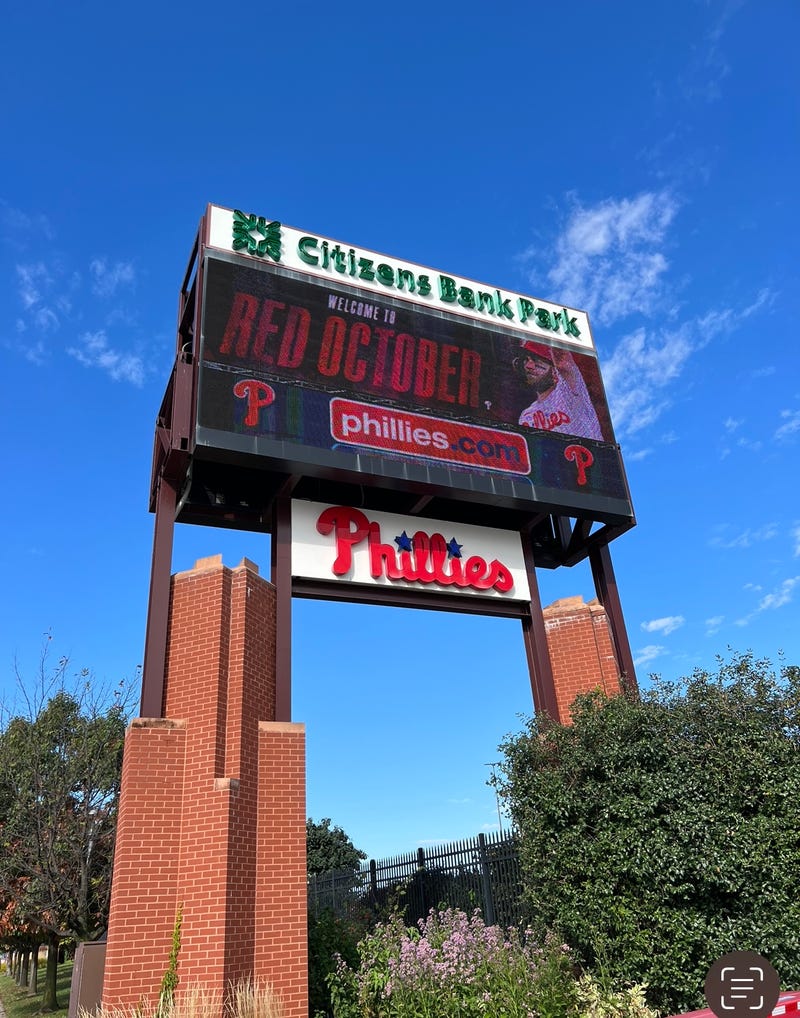 Citizens Bank Park
WELCOME TO
RED OCTOBER
P
phillies.com
P
Phillies
Phillies